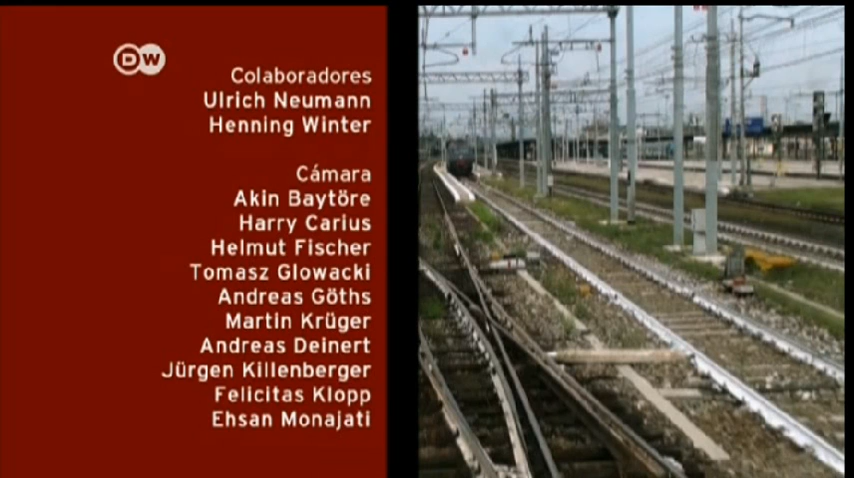 DW
Colaboradores
Ulrich Neumann
Henning Winter
Cámara
Akin Baytöre
Harry Carius
Helmut Fischer
Tomasz Glowacki
Andreas Göths
Martin Krüger
Andreas Deinert
Jürgen Killenberger
Felicitas Klopp
Ehsan Monajati